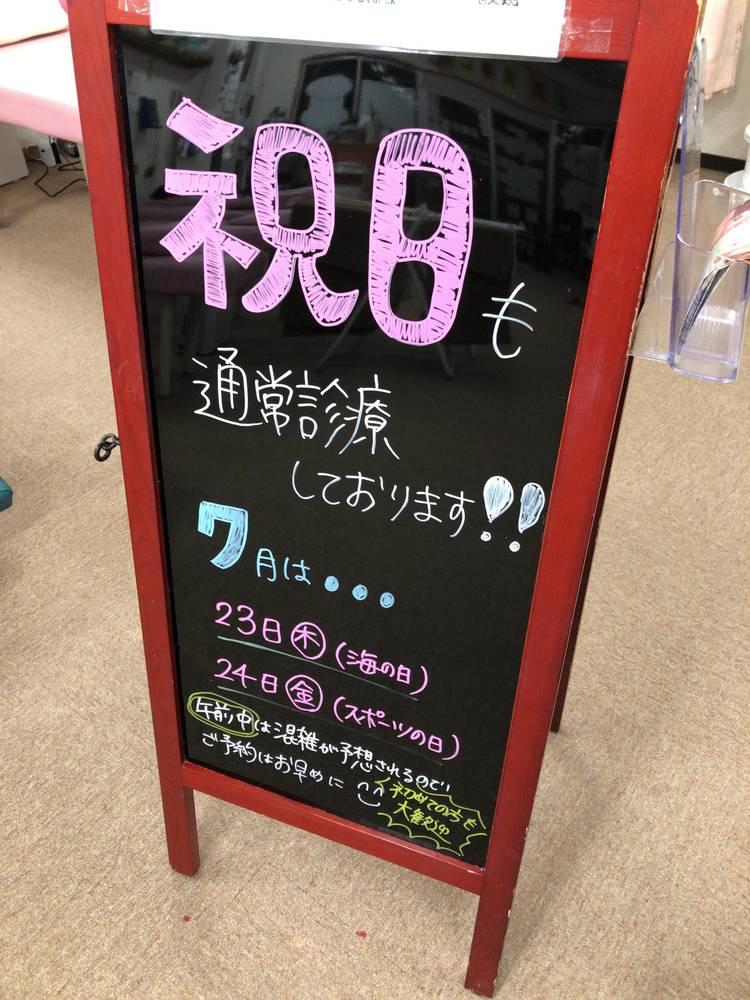 祝日も
通常診療
しております!!
7月は・・・
23日㊍(海の日)
24日㊎(スポーツの日)
午前中は混雑が予想されるので
ご予約はお早めに
初めての方も
大歓迎